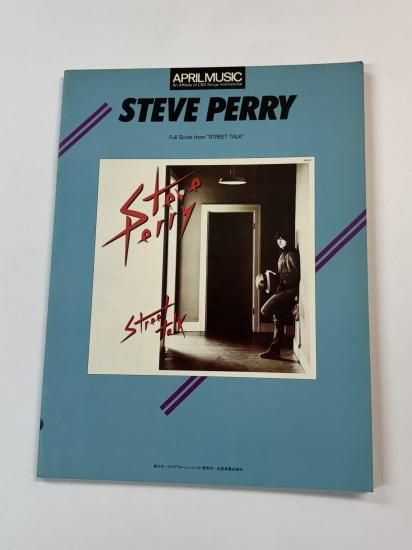 APRIL MUSIC
An Affiliate of CBS Songs International
STEVE PERRY
Full Score from "STREET TALK"
Steve
Perry
Street
Talk